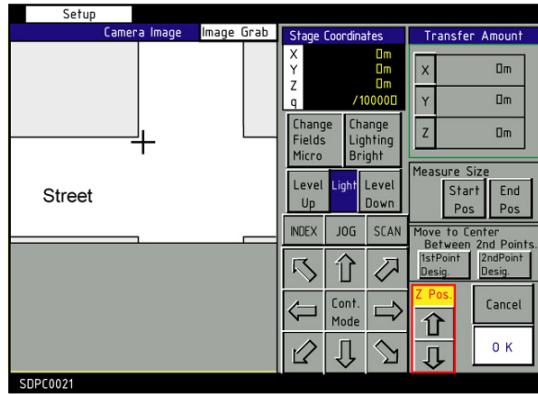 Setup
Camera Image
Image Grab
Street
Stage Coordinates
X 0m
Y 0m
Z 0m
q /100000
Change Fields Micro
Change Lighting Bright
Level Up
Light
Level Down
INDEX
JOG
SCAN
Cont. Mode
Transfer Amount
X 0m
Y 0m
Z 0m
Measure Size
Start Pos
End Pos
Move to Center
Between 2nd Points.
1stPoint Desig.
2ndPoint Desig.
Z Pos.
Cancel
O K
SDPC0021